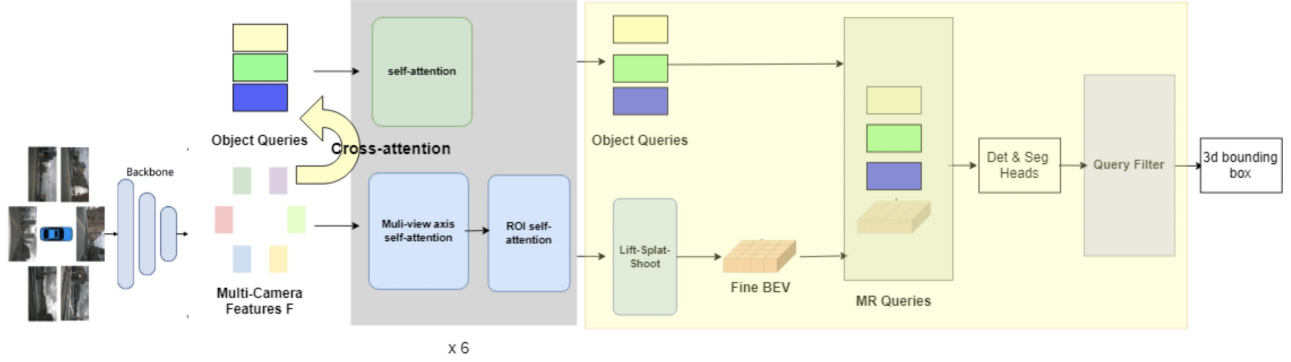 Backbone
Object Queries
Multi-Camera
Features F
self-attention
Cross-attention
Muli-view axis
self-attention
ROI self-
attention
x 6
Object Queries
Lift-Splat-
Shoot
Fine BEV
MR Queries
Det & Seg
Heads
Query Filter
3d bounding
box